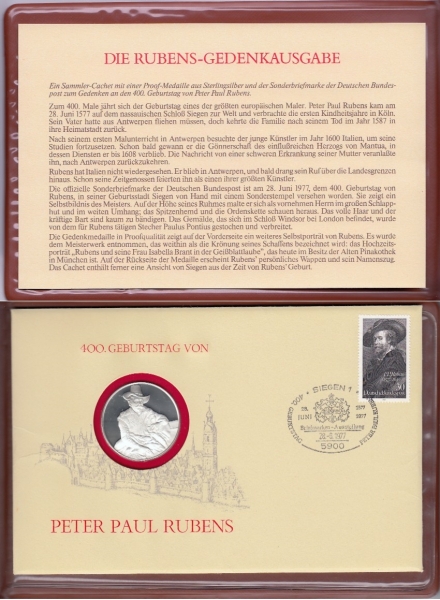 DIE RUBENS-GEDENKAUSGABE
Ein Sammler-Cachet mit einer Proof-Medaille aus Sterlingsilber und der Sonderbriefmarke der Deutschen Bundes-
post zum Gedenken an den 400. Geburtstag von Peter Paul Rubens.
Zum 400. Male jährt sich der Geburtstag eines der größten europäischen Maler. Peter Paul Rubens kam am
28. Juni 1577 auf dem nassauischen Schloß Siegen zur Welt und verbrachte die ersten Kindheitsjahre in Köln.
Sein Vater hatte aus Antwerpen fliehen müssen, doch kehrte die Familie nach seinem Tod im Jahr 1587 in
ihre Heimatstadt zurück.
Nach seinem ersten Malunterricht in Antwerpen besuchte der junge Künstler im Jahr 1600 Italien, um seine
Studien fortzusetzen. Schon bald gewann er die Gönnerschaft des einflußreichen Herzogs von Mantua, in
dessen Diensten er bis 1608 verblieb. Die Nachricht von einer schweren Erkrankung seiner Mutter veranlaßte
ihn, nach Antwerpen zurückzukehren.
Rubens hat Italien nicht wiedergesehen. Er blieb in Antwerpen, und bald drang sein Ruf über die Landesgrenzen
hinaus. Schon seine Zeitgenossen feierten ihn als einen ihrer größten Künstler.
Die offizielle Sonderbriefmarke der Deutschen Bundespost ist am 28. Juni 1977, dem 400. Geburtstag von
Rubens, in seiner Geburtsstadt Siegen von Hand mit einem Sonderstempel versehen worden. Sie zeigt ein
Selbstbildnis des Meisters. Auf der Höhe seines Ruhmes malte er sich als vornehmen Herrn im großen Schlapp-
hut und im weiten Umhang; das Spitzenhemd und die Ordenskette schauen heraus. Das volle Haar und der
kräftige Bart sind kaum zu bändigen. Das Gemälde, das sich im Schloß Windsor bei London befindet, wurde
von dem für Rubens tätigen Stecher Paulus Pontius gestochen und verbreitet.
Die Gedenkmedaille in Proofqualität zeigt auf der Vorderseite ein weiteres Selbstporträt von Rubens. Es wurde
dem Meisterwerk entnommen, das weithin als die Krönung seines Schaffens bezeichnet wird: das Hochzeits-
porträt „Rubens und seine Frau Isabella Brant in der Geißblattlaube", das heute im Besitz der Alten Pinakothek
in München ist. Auf der Rückseite der Medaille erscheint Rubens' persönliches Wappen und sein Namenszug.
Das Cachet enthält ferner eine Ansicht von Siegen aus der Zeit von Rubens' Geburt.
400. GEBURTSTAG VON
PETER PAUL RUBENS
30
SIEGEN 1
400. GEBURTSTAG
PETER PAUL RUBENS
28.
JUNI
1577
1977
Briefmarken-Ausstellung
28.-6.1977
5900